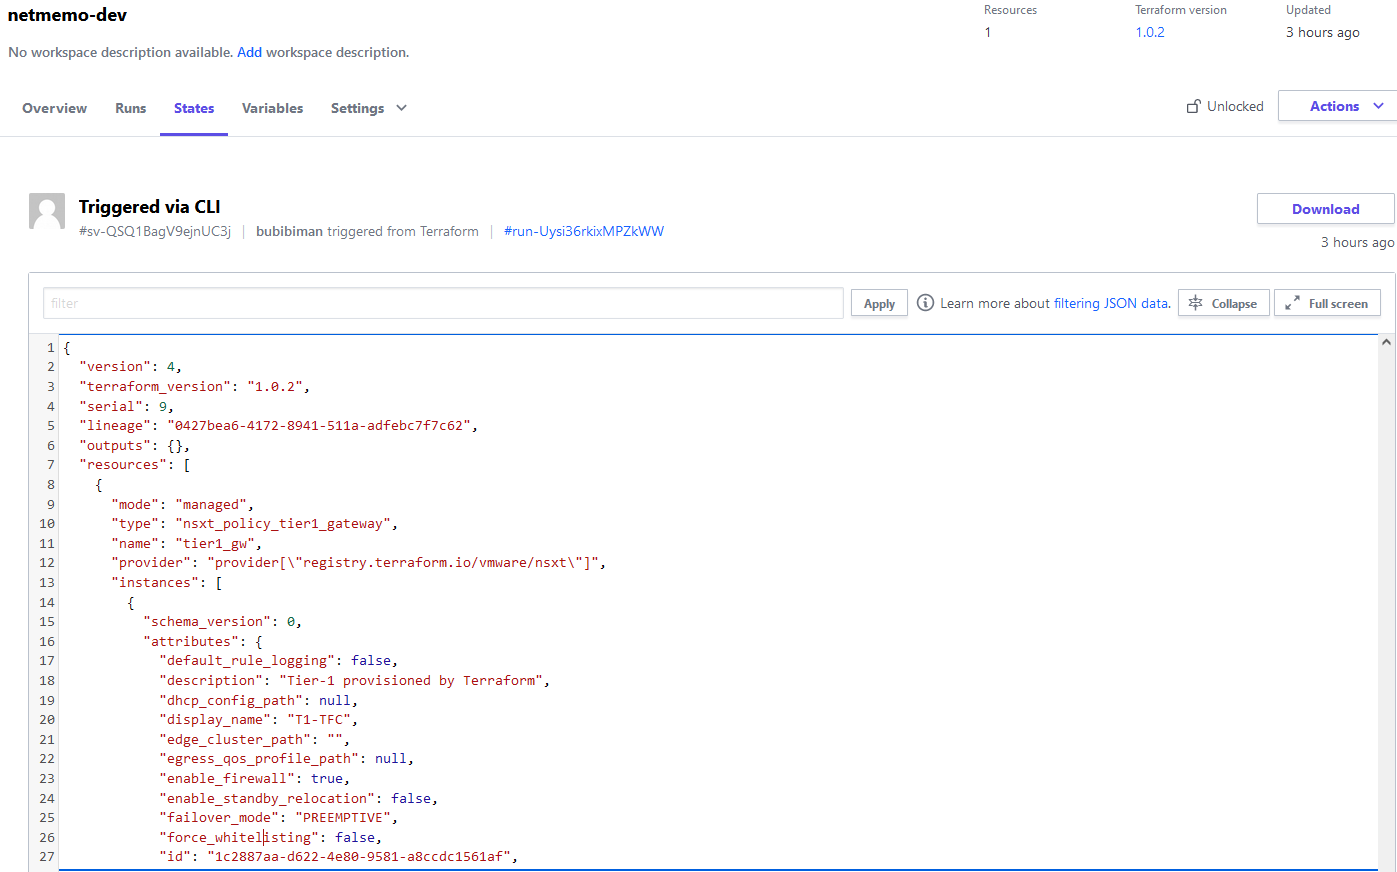 netmemo-dev
Resources
Terraform version
Updated
1
1.0.2
3 hours ago
No workspace description available. Add workspace description.
Overview
Runs
States
Variables
Settings
Unlocked
Actions
Triggered via CLI
#sv-QSQ1BagV9ejnUC3j | bubibiman triggered from Terraform | #run-Uysi36rkixMPZkWW
Download
3 hours ago
filter
Apply
Learn more about filtering JSON data.
Collapse
Full screen
1 {
2 "version": 4,
3 "terraform_version": "1.0.2",
4 "serial": 9,
5 "lineage": "0427bea6-4172-8941-511a-adfebc7f7c62",
6 "outputs": {},
7 "resources": [
8 {
9 "mode": "managed",
10 "type": "nsxt_policy_tier1_gateway",
11 "name": "tier1_gw",
12 "provider": "provider[\"registry.terraform.io/vmware/nsxt\"]",
13 "instances": [
14 {
15 "schema_version": 0,
16 "attributes": {
17 "default_rule_logging": false,
18 "description": "Tier-1 provisioned by Terraform",
19 "dhcp_config_path": null,
20 "display_name": "T1-TFC",
21 "edge_cluster_path": "",
22 "egress_qos_profile_path": null,
23 "enable_firewall": true,
24 "enable_standby_relocation": false,
25 "failover_mode": "PREEMPTIVE",
26 "force_whitelisting": false,
27 "id": "1c2887aa-d622-4e80-9581-a8ccdc1561af",